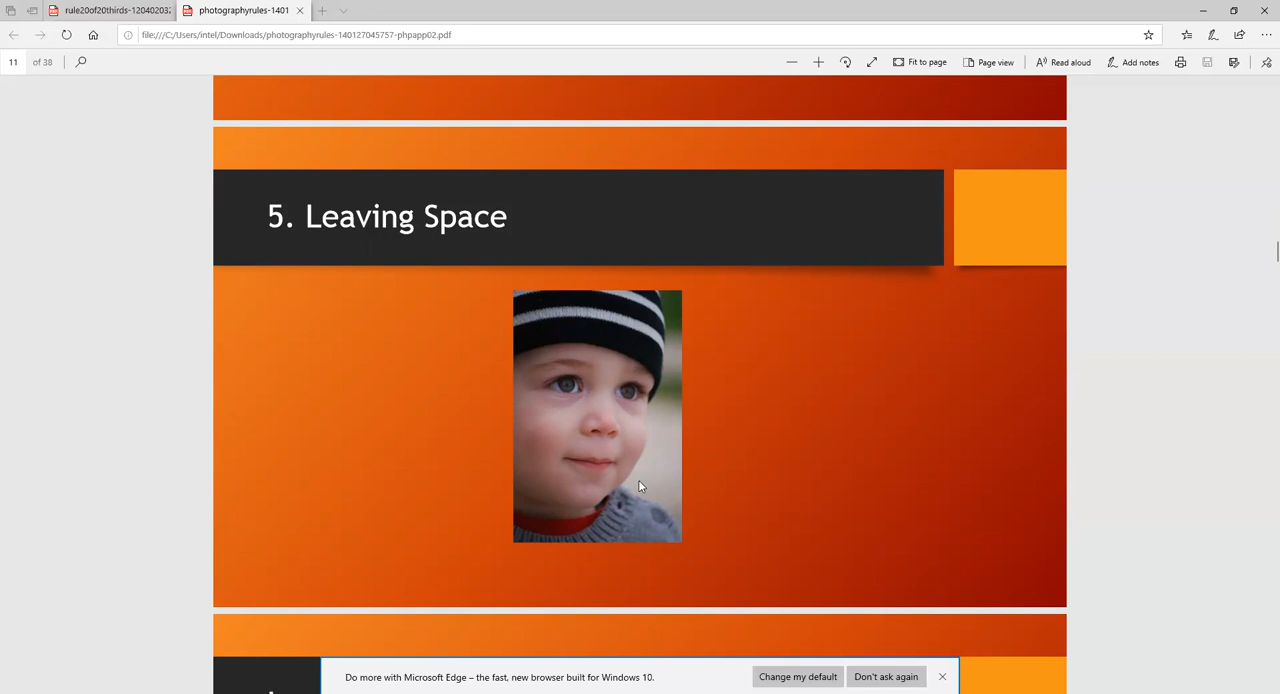 rule20of20thirds-120402032
photographyrules-1401
file:///C:/Users/intel/Downloads/photographyrules-140127045757-phpapp02.pdf
11 of 38
Fit to page
Page view
Read aloud
Add notes
5. Leaving Space
Do more with Microsoft Edge – the fast, new browser built for Windows 10.
Change my default
Don't ask again